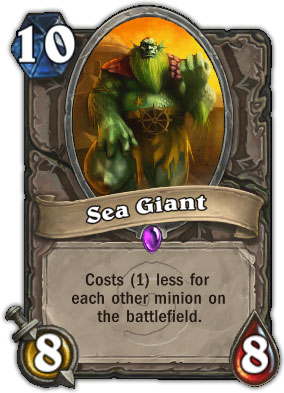 10
Sea Giant
Costs (1) less for
each other minion on
the battlefield.
8
8